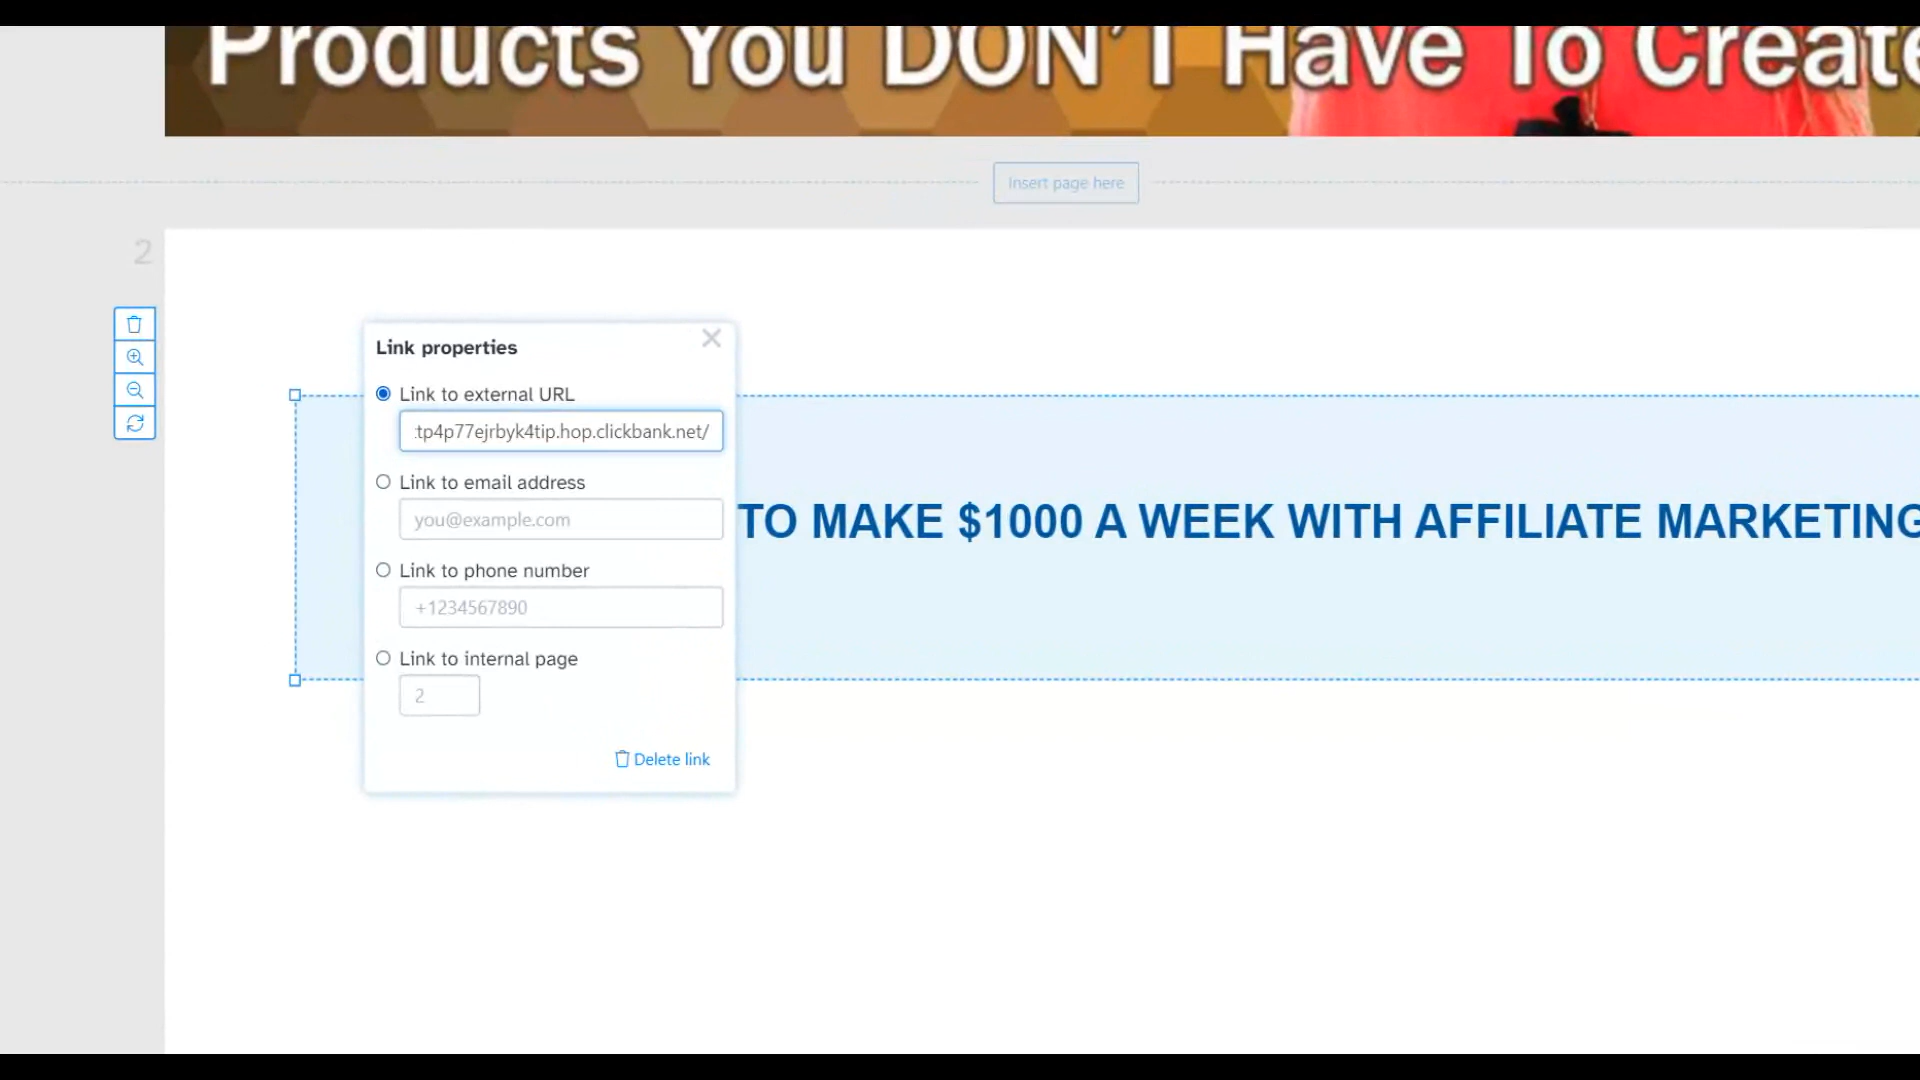 Products You DON'T Have To Create
Insert page here
2
Link properties
Link to external URL
tp4p77ejrbyk4tip.hop.clickbank.net/
Link to email address
you@example.com
TO MAKE $1000 A WEEK WITH AFFILIATE MARKETING
Link to phone number
+1234567890
Link to internal page
2
Delete link